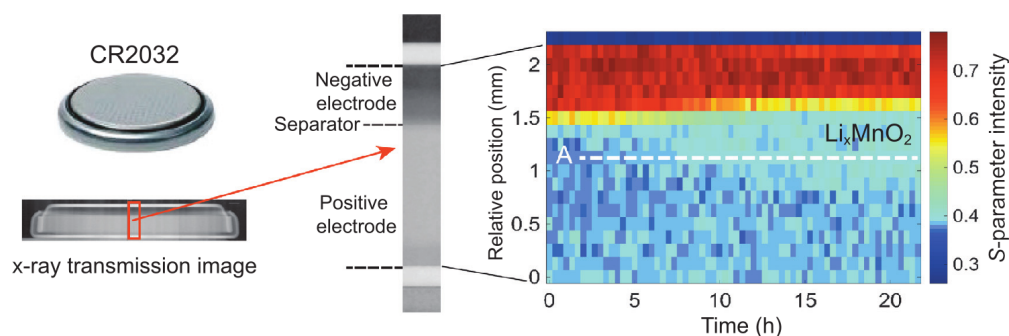 CR2032
x-ray transmission image
Negative
electrode
Separator
Positive
electrode
Relative position (mm)
2
1.5
1
0.5
0
A
LixMnO2
0
5
10
15
20
Time (h)
0.7
0.6
0.5
0.4
0.3
S-parameter intensity